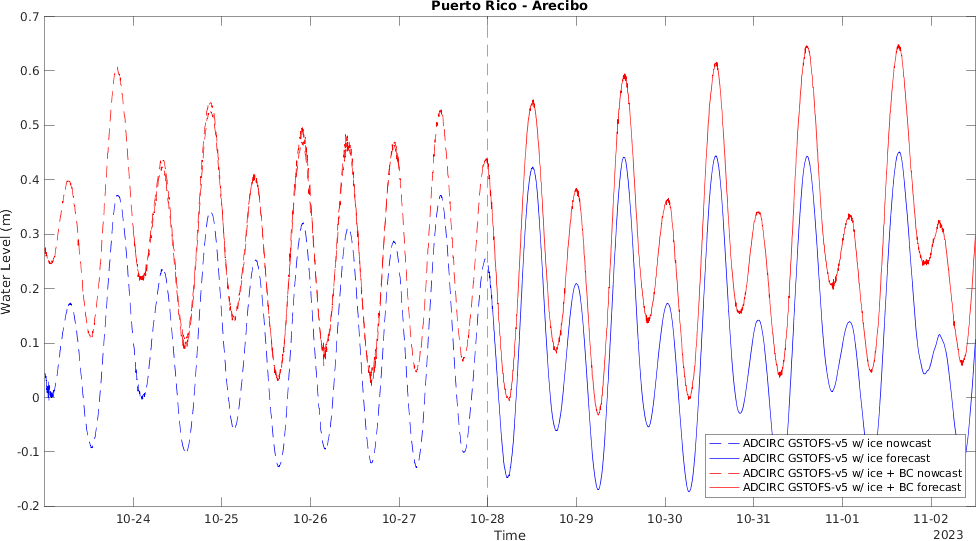 Puerto Rico - Arecibo
0.7
0.6
0.5
0.4
0.3
0.2
0.1
0
-0.1
-0.2
Water Level (m)
ADCIRC GSTOFS-v5 w/ ice nowcast
ADCIRC GSTOFS-v5 w/ ice forecast
ADCIRC GSTOFS-v5 w/ ice + BC nowcast
ADCIRC GSTOFS-v5 w/ ice + BC forecast
10-24 10-25 10-26 10-27 10-28 10-29 10-30 10-31 11-01 11-02
Time
2023